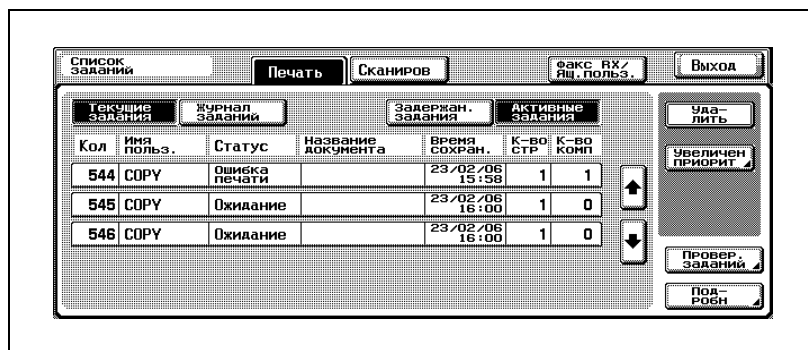 Список
заданий
Печать
Сканиров
Факс RX/
Ящ.польз.
Выход
Текущие
задания
Журнал
заданий
Задержан.
задания
Активные
задания
Уда-
лить
Кол
Имя
польз.
Статус
Название
документа
Время
сохран.
К-во
СТР
К-во
КОМП
Увеличен
приорит
544
COPY
Ошибка
печати
23/02/06
15:58
1
1
545
COPY
Ожидание
23/02/06
16:00
1
0
546
COPY
Ожидание
23/02/06
16:00
1
0
Провер.
заданий
Под-
робн